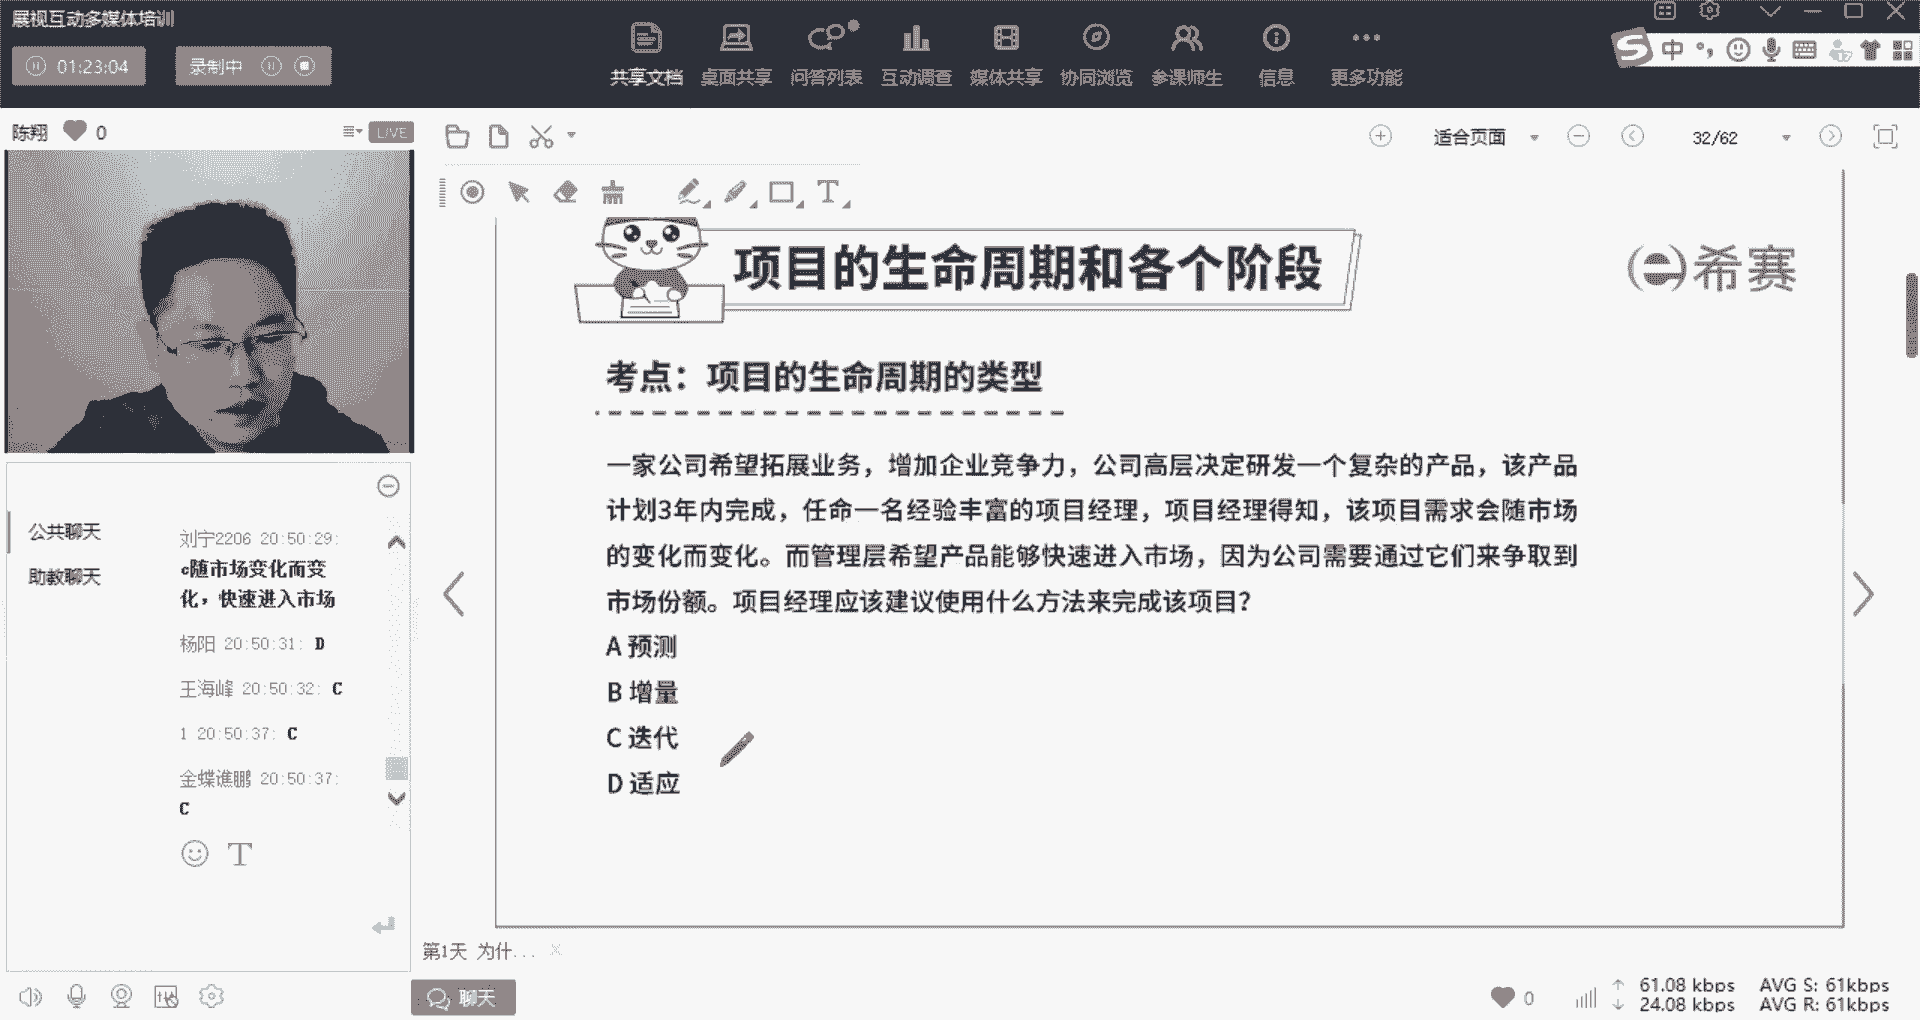 展视互动多媒体培训
01:23:04
录制中
共享文档 桌面共享 问答列表 互动调查 媒体共享 协同浏览 参课师生 信息 更多功能
中
陈翔 0
LIVE
适合页面
32/62
T
项目的生命周期和各个阶段
希赛
考点：项目的生命周期的类型
一家公司希望拓展业务，增加企业竞争力，公司高层决定研发一个复杂的产品，该产品
计划3年内完成，任命一名经验丰富的项目经理，项目经理得知，该项目需求会随市场
的变化而变化。而管理层希望产品能够快速进入市场，因为公司需要通过它们来争取到
市场份额。项目经理应该建议使用什么方法来完成该项目？
A 预测
B 增量
C 迭代
D 适应
公共聊天
助教聊天
刘宁2206 20:50:29:
c随市场变化而变
化，快速进入市场
杨阳 20:50:31: D
王海峰 20:50:32: C
1 20:50:37: C
金蝶谯鹏 20:50:37:
C
T
第1天 为什...
聊天
0
61.08 kbps AVG S: 61kbps
24.08 kbps AVG R: 61kbps